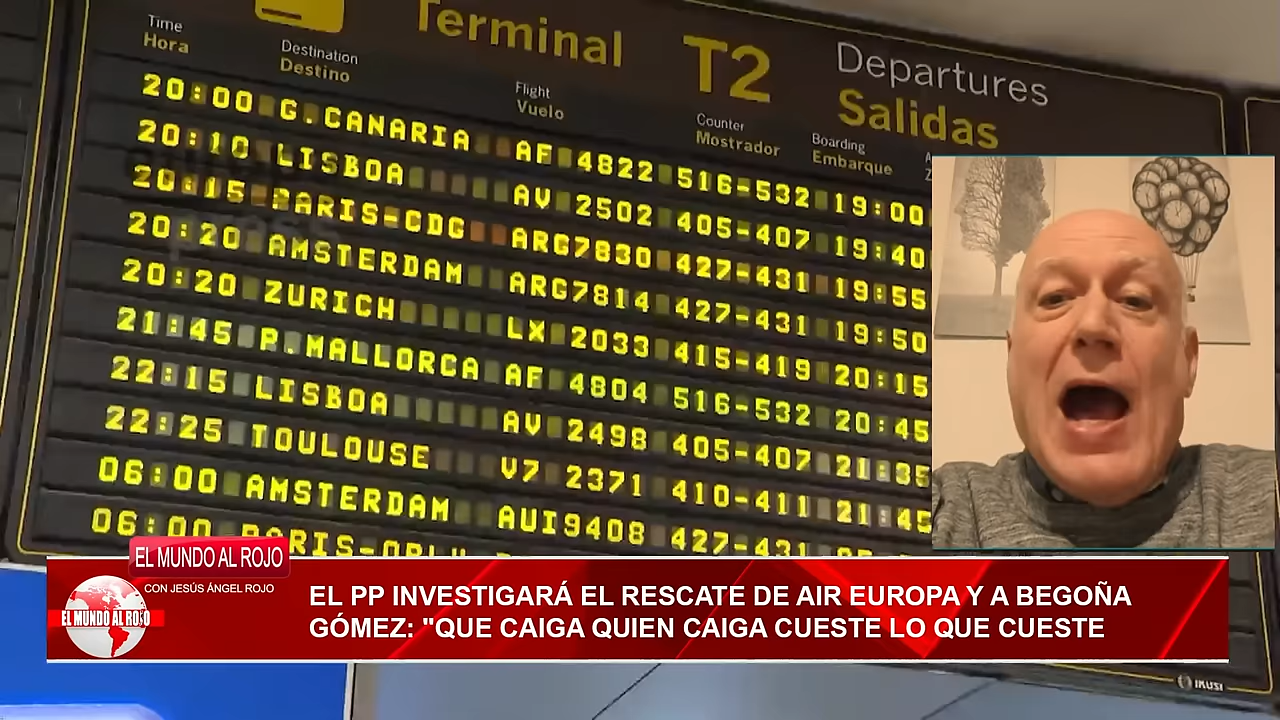 Terminal T2 Departures
Salidas
Time
Hora
Destination
Destino
Flight
Vuelo
Counter
Mostrador
Boarding
Embarque
20:00 G.CANARIA AF 4822 516-532 19:00
20:10 LISBOA AV 2502 405-407 19:40
20:15 PARIS-CDG ARG7830 427-431 19:55
20:20 AMSTERDAM ARG7814 427-431 19:50
20:20 ZURICH LX 2033 415-419 20:15
21:45 P.MALLORCA AF 4804 516-532 20:45
22:15 LISBOA AV 2498 405-407 21:35
22:25 TOULOUSE V7 2371 410-411 21:45
06:00 AMSTERDAM AUI9408 427-431
06:00 PARIS-ORLY
EL MUNDO AL ROJO
CON JESÚS ÁNGEL ROJO
EL MUNDO AL ROJO
EL PP INVESTIGARÁ EL RESCATE DE AIR EUROPA Y A BEGOÑA
GÓMEZ: "QUE CAIGA QUIEN CAIGA CUESTE LO QUE CUESTE
IKUSI